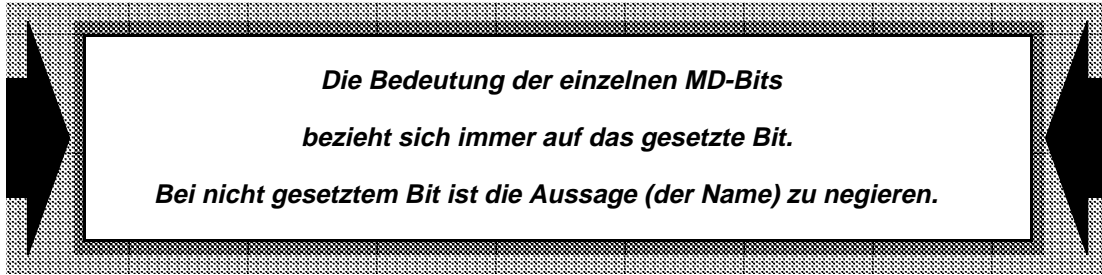 Die Bedeutung der einzelnen MD-Bits
bezieht sich immer auf das gesetzte Bit.
Bei nicht gesetztem Bit ist die Aussage (der Name) zu negieren.